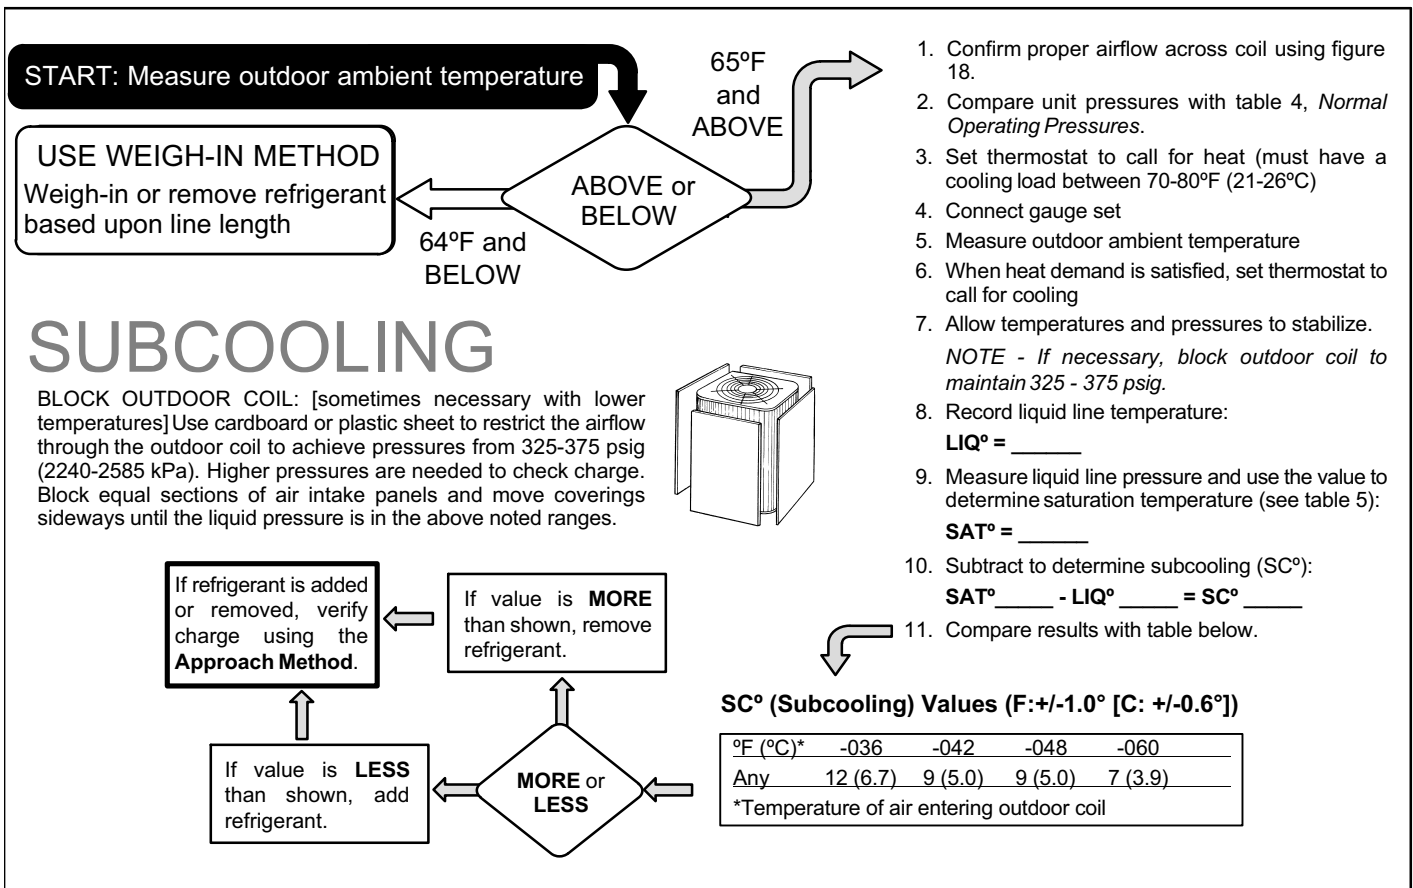 START: Measure outdoor ambient temperature
USE WEIGH-IN METHOD
Weigh-in or remove refrigerant
based upon line length
ABOVE or
BELOW
64ºF and
BELOW
65ºF
and
ABOVE
1. Confirm proper airflow across coil using figure
18.
2. Compare unit pressures with table 4, Normal
Operating Pressures.
3. Set thermostat to call for heat (must have a
cooling load between 70-80ºF (21-26ºC)
4. Connect gauge set
5. Measure outdoor ambient temperature
6. When heat demand is satisfied, set thermostat to
call for cooling
7. Allow temperatures and pressures to stabilize.
NOTE - If necessary, block outdoor coil to
maintain 325 - 375 psig.
8. Record liquid line temperature:
LIQº = ______
9. Measure liquid line pressure and use the value to
determine saturation temperature (see table 5):
SATº = ______
10. Subtract to determine subcooling (SCº):
SATº_____ - LIQº _____ = SCº _____
11. Compare results with table below.
SUBCOOLING
BLOCK OUTDOOR COIL: [sometimes necessary with lower
temperatures] Use cardboard or plastic sheet to restrict the airflow
through the outdoor coil to achieve pressures from 325-375 psig
(2240-2585 kPa). Higher pressures are needed to check charge.
Block equal sections of air intake panels and move coverings
sideways until the liquid pressure is in the above noted ranges.
SCº (Subcooling) Values (F:+/-1.0° [C: +/-0.6°])
ºF (ºC)* -036 -042 -048 -060
Any 12 (6.7) 9 (5.0) 9 (5.0) 7 (3.9)
*Temperature of air entering outdoor coil
MORE or
LESS
If value is MORE
than shown, remove
refrigerant.
If value is LESS
than shown, add
refrigerant.
If refrigerant is added
or removed, verify
charge using the
Approach Method.